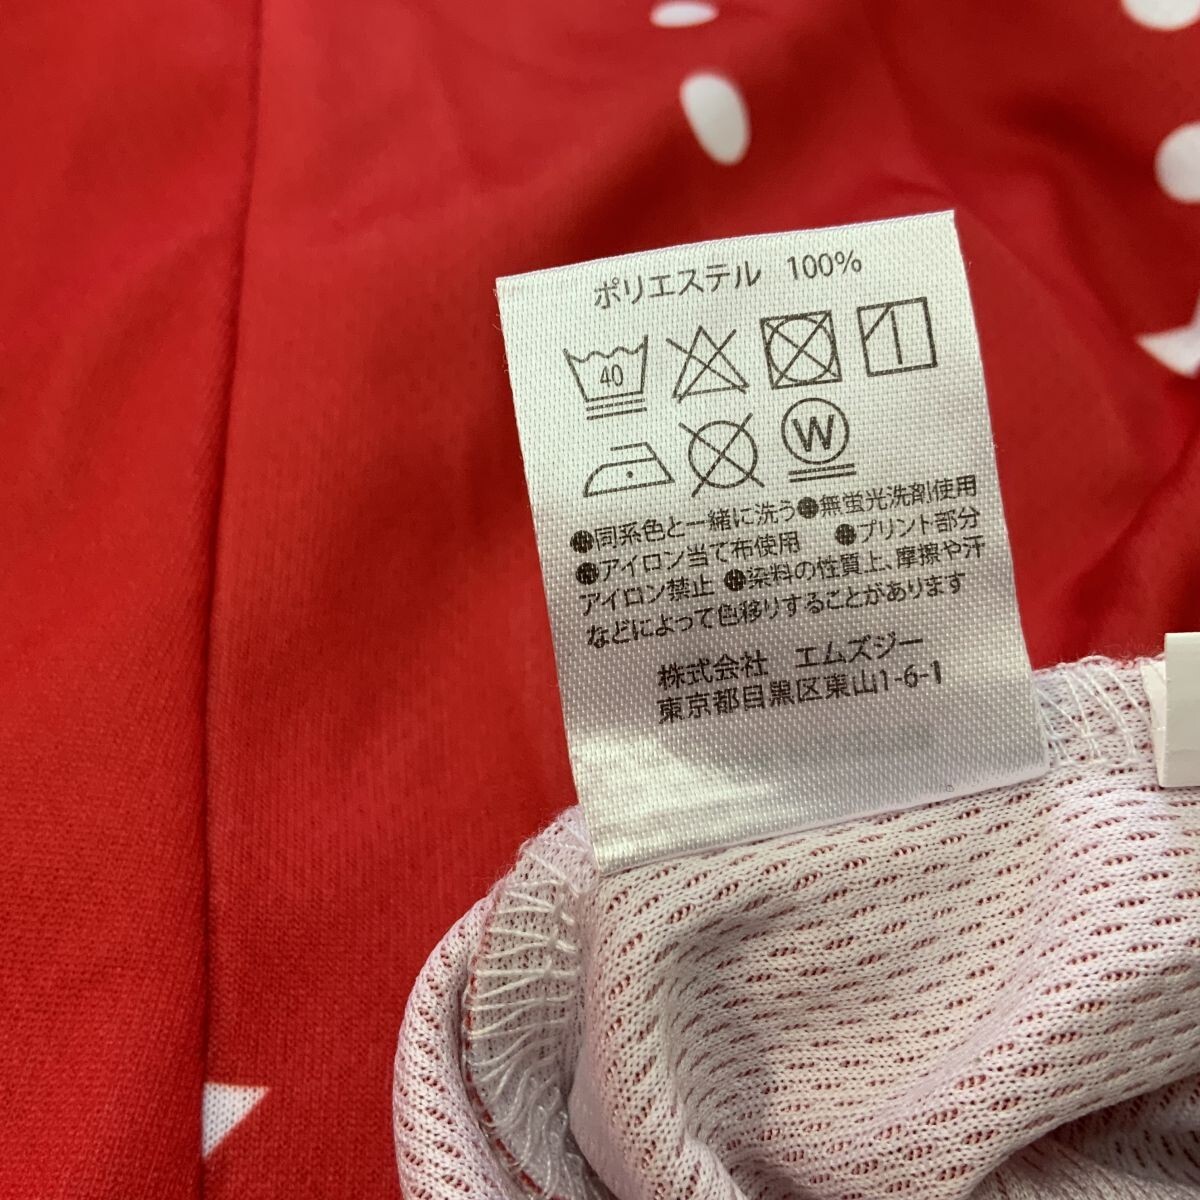 ポリエステル 100%
40
W
●同系色と一緒に洗う●無蛍光洗剤使用
●アイロン当て布使用 ●プリント部分
アイロン禁止 ●染料の性質上、摩擦や汗
などによって色移りすることがあります
株式会社 エムズジー
東京都目黒区東山1-6-1